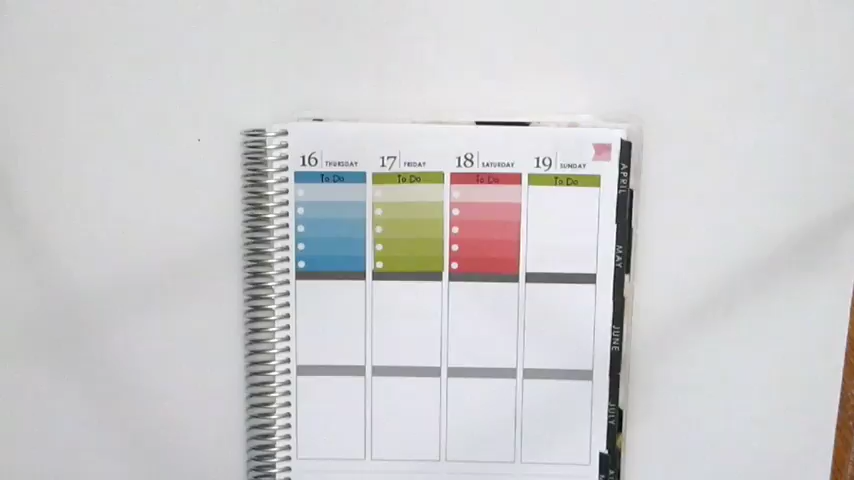 16 THURSDAY 17 FRIDAY 18 SATURDAY 19 SUNDAY
To Do To Do To Do To Do
APRIL
MAY
JUNE
JULY